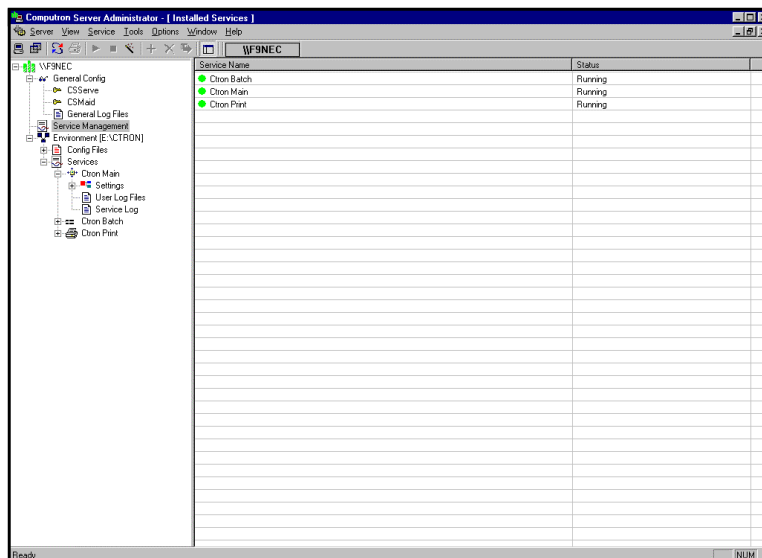 Computron Server Administrator - [ Installed Services ]
Server View Service Tools Options Window Help
\\F9NEC
\\F9NEC
General Config
CSServe
CSMaid
General Log Files
Service Management
Environment [E:\CTRON]
Config Files
Services
Ctron Main
Settings
User Log Files
Service Log
Ctron Batch
Ctron Print
Service Name Status
Ctron Batch Running
Ctron Main Running
Ctron Print Running
Ready NUM